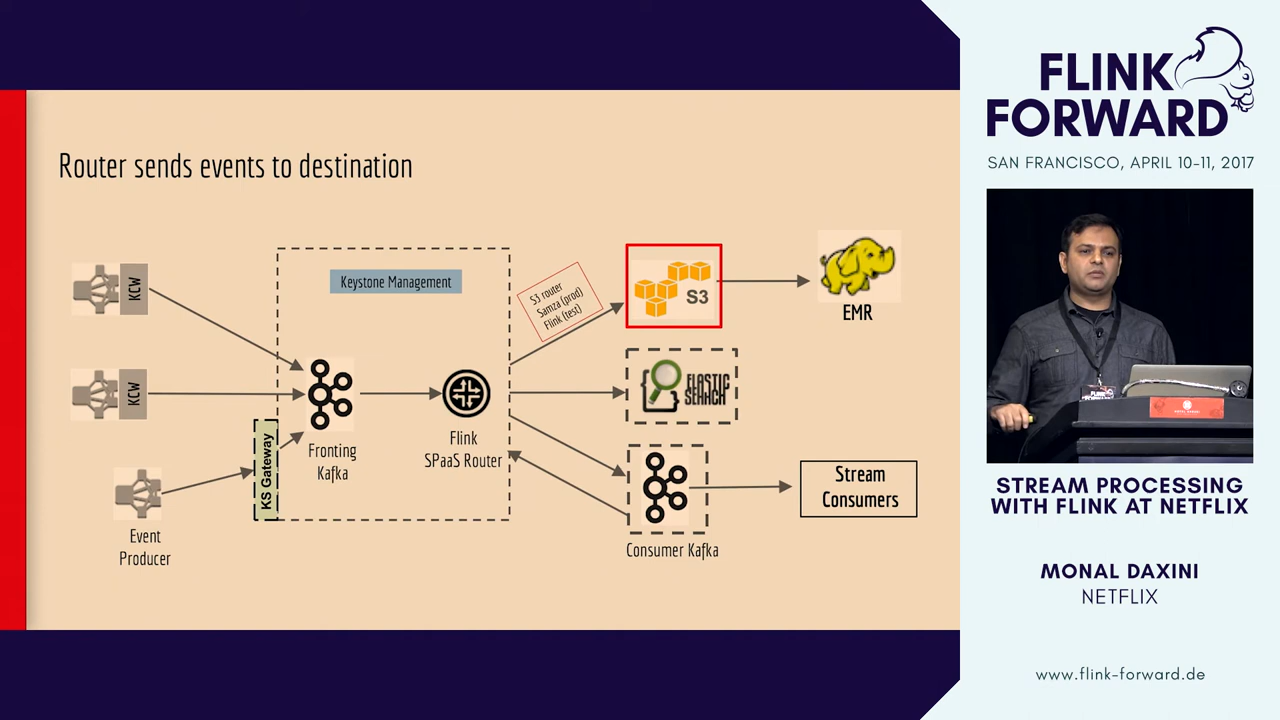 Router sends events to destination
Keystone Management
KCW
KCW
S3 router
Samza (prod)
Flink (test)
S3
EMR
ELASTIC
SEARCH
Fronting
Kafka
Flink
SPaaS Router
KS Gateway
Event
Producer
Consumer Kafka
Stream
Consumers
FLINK
FORWARD
SAN FRANCISCO, APRIL 10-11, 2017
STREAM PROCESSING
WITH FLINK AT NETFLIX
MONAL DAXINI
NETFLIX
www.flink-forward.de